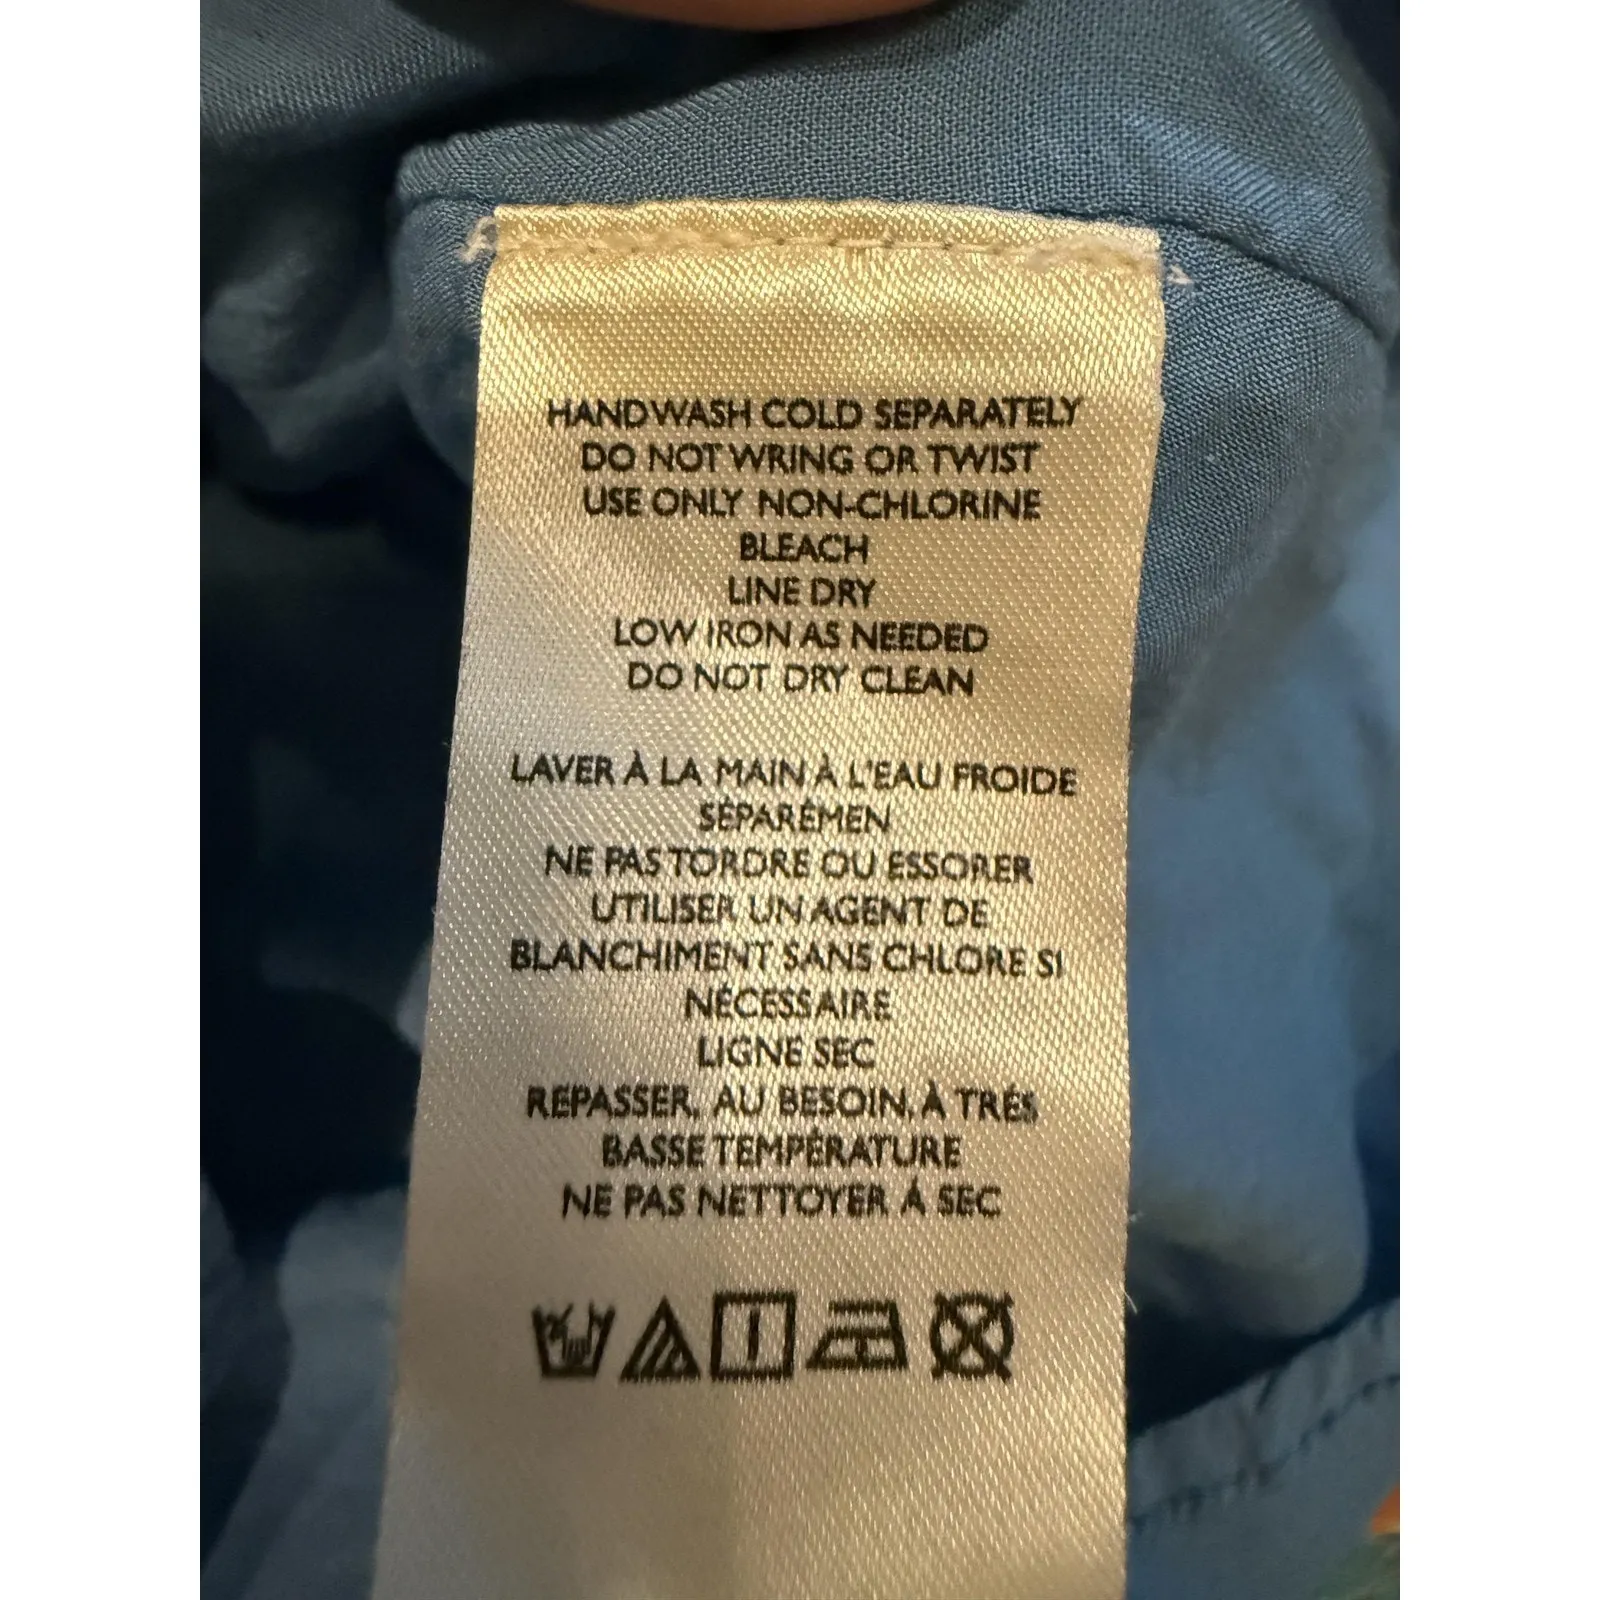 HANDWASH COLD SEPARATELY
DO NOT WRING OR TWIST
USE ONLY NON-CHLORINE
BLEACH
LINE DRY
LOW IRON AS NEEDED
DO NOT DRY CLEAN
LAVER À LA MAIN À L'EAU FROIDE
SÉPARÉMEN
NE PAS TORDRE OU ESSORER
UTILISER UN AGENT DE
BLANCHIMENT SANS CHLORE SI
NÉCESSAIRE
LIGNE SEC
REPASSER, AU BESOIN, À TRÉS
BASSE TEMPÉRATURE
NE PAS NETTOYER À SEC